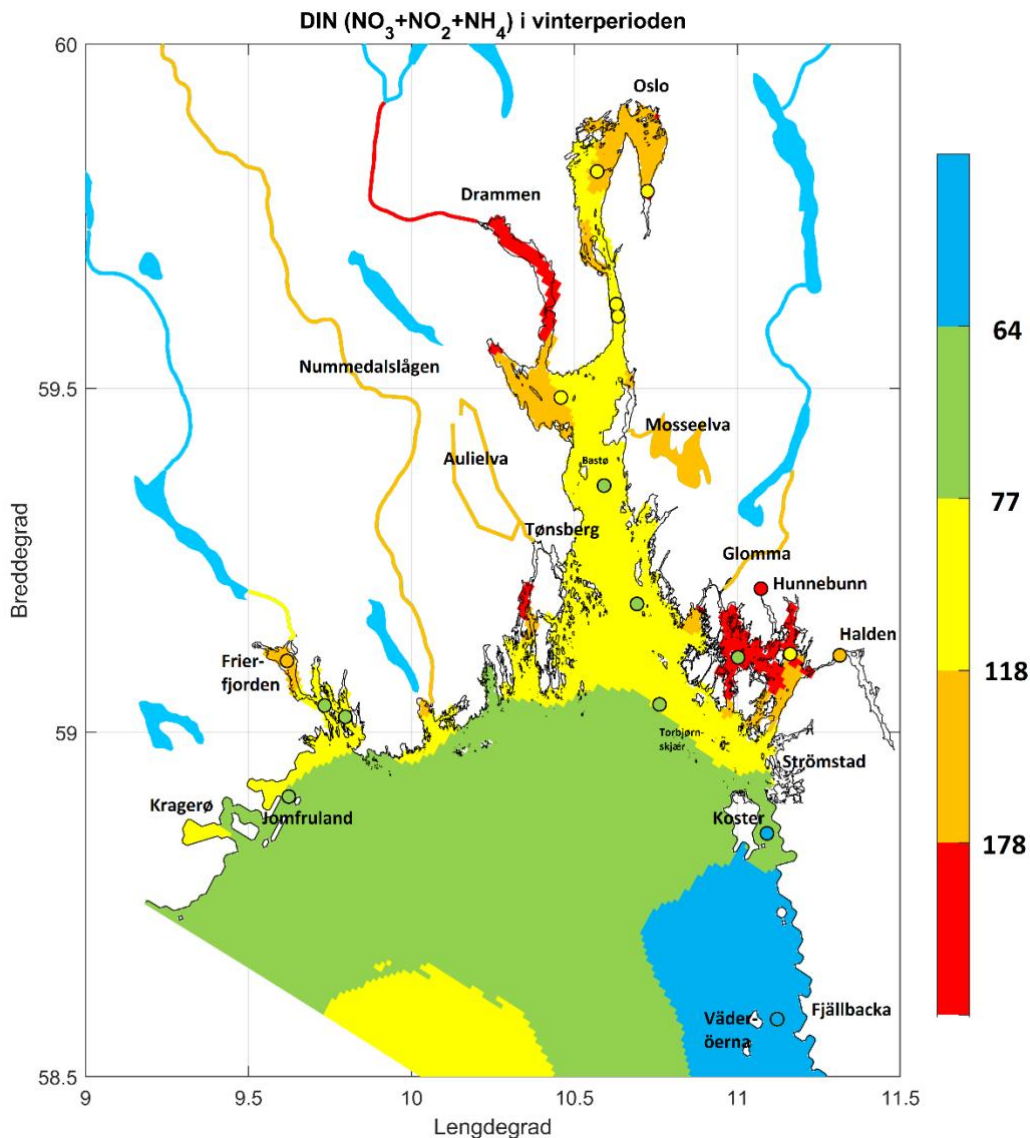 DIN (NO3+NO2+NH4) i vinterperioden
60
Oslo
Drammen
64
Nummedalslågen
59.5
Mosseelva
Aulielva
Bastø
77
Tønsberg
Glomma
Hunnebunn
Halden
Frier-
fjorden
118
59
Torbjørn-
skjær
Strömstad
Kragerø
Jomfruland
Koster
178
Väder-
öerna
Fjällbacka
58.5
9
9.5
10
10.5
11
11.5
Breddegrad
Lengdegrad